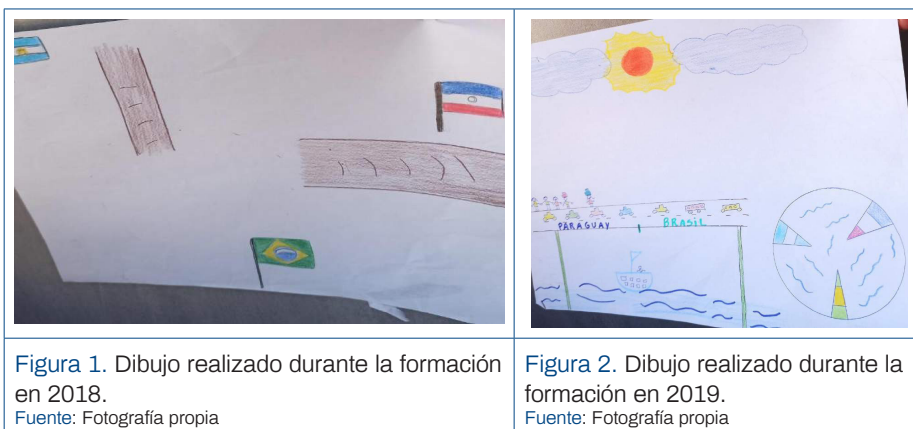 PARAGUAY BRASIL
Figura 1. Dibujo realizado durante la formación
en 2018.
Fuente: Fotografía propia
Figura 2. Dibujo realizado durante la
formación en 2019.
Fuente: Fotografía propia